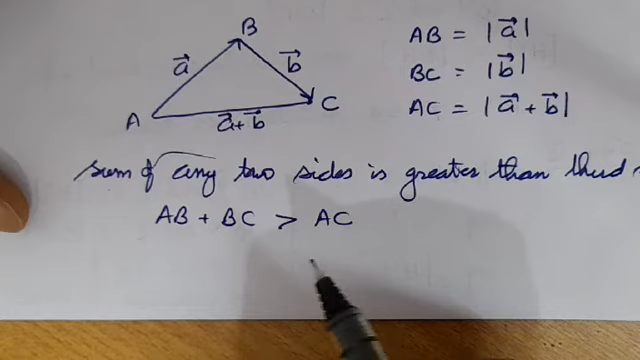 B
AB = |a⃗|
a⃗
b⃗
BC = |b⃗|
A
C
a⃗+b⃗
AC = |a⃗+b⃗|
sum of any two sides is greater than third
AB + BC > AC